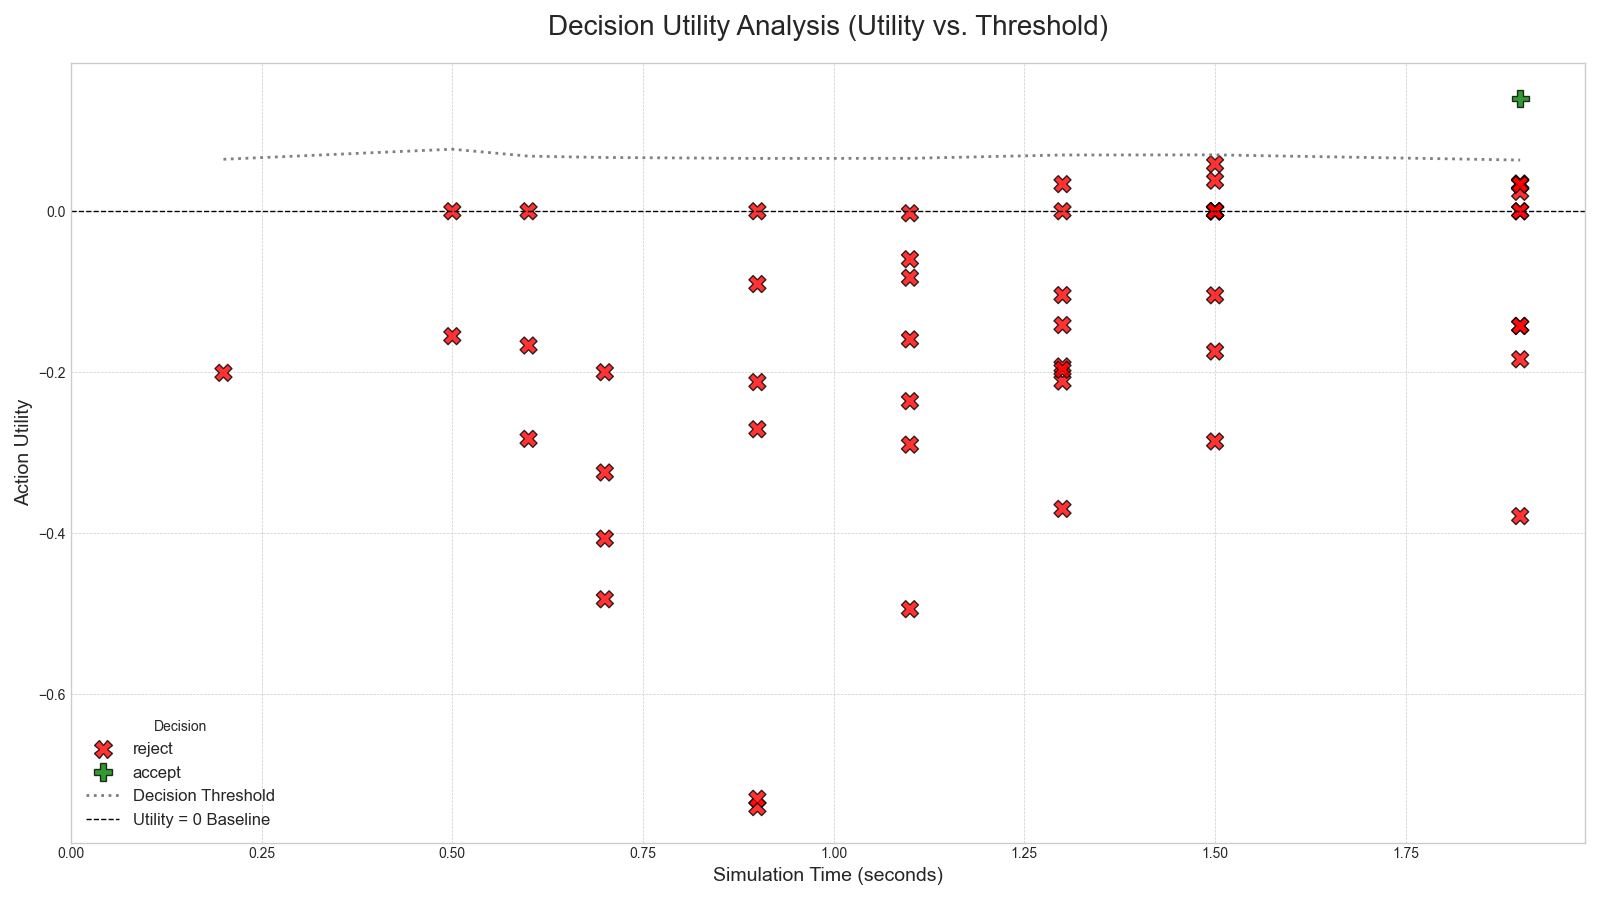 Decision Utility Analysis (Utility vs. Threshold)
Action Utility
0.0
−0.2
−0.4
−0.6
Decision
reject
accept
Decision Threshold
Utility = 0 Baseline
0.00 0.25 0.50 0.75 1.00 1.25 1.50 1.75
Simulation Time (seconds)